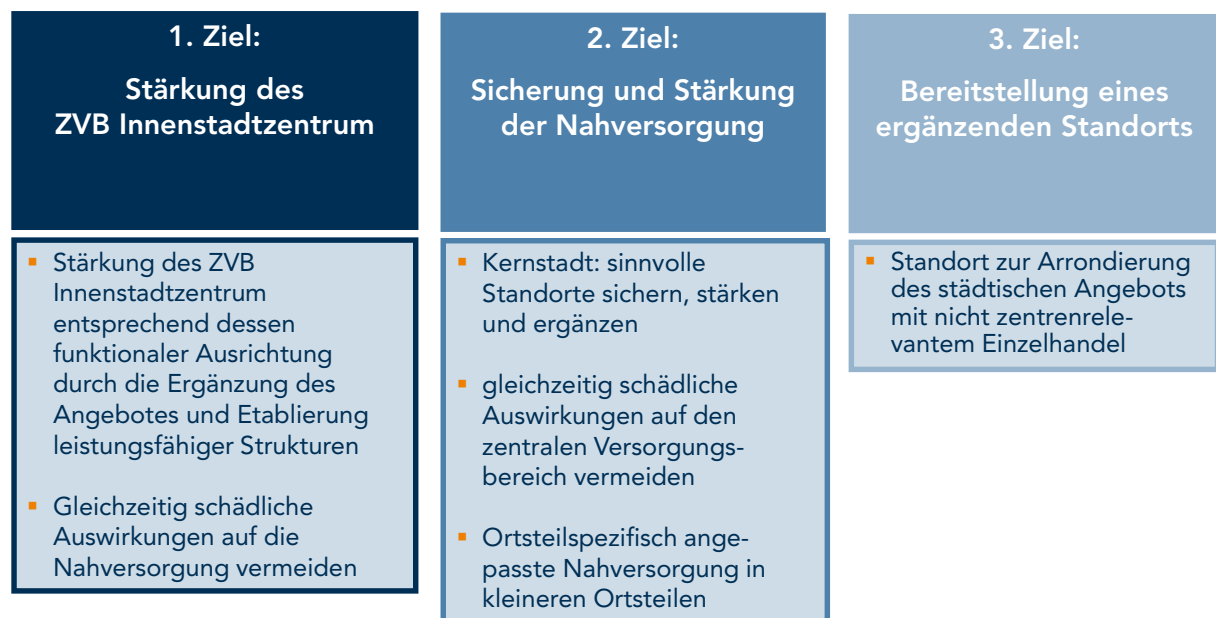 1. Ziel:
Stärkung des
ZVB Innenstadtzentrum
▪ Stärkung des ZVB
Innenstadtzentrum
entsprechend dessen
funktionaler Ausrichtung
durch die Ergänzung des
Angebotes und Etablierung
leistungsfähiger Strukturen
▪ Gleichzeitig schädliche
Auswirkungen auf die
Nahversorgung vermeiden
2. Ziel:
Sicherung und Stärkung
der Nahversorgung
▪ Kernstadt: sinnvolle
Standorte sichern, stärken
und ergänzen
▪ gleichzeitig schädliche
Auswirkungen auf den
zentralen Versorgungs-
bereich vermeiden
▪ Ortsteilspezifisch ange-
passte Nahversorgung in
kleineren Ortsteilen
3. Ziel:
Bereitstellung eines
ergänzenden Standorts
▪ Standort zur Arrondierung
des städtischen Angebots
mit nicht zentrenrele-
vantem Einzelhandel